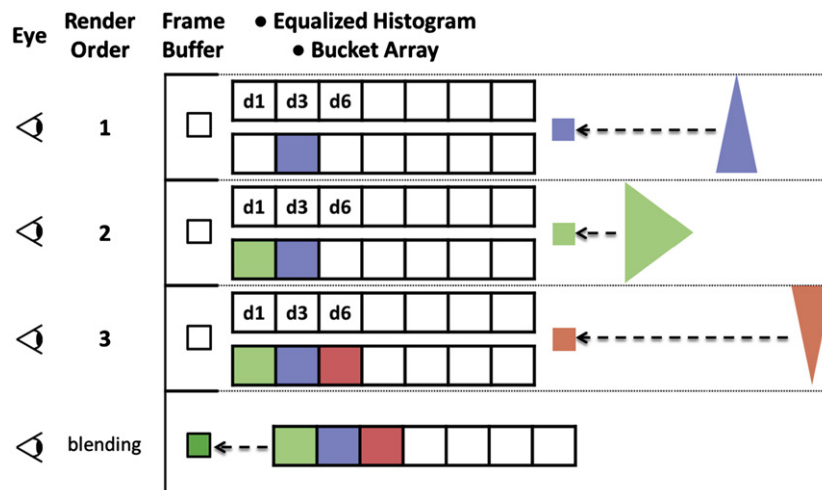 Eye Render Order Frame Buffer ● Equalized Histogram
● Bucket Array
d1 d3 d6
1
d1 d3 d6
2
d1 d3 d6
3
blending